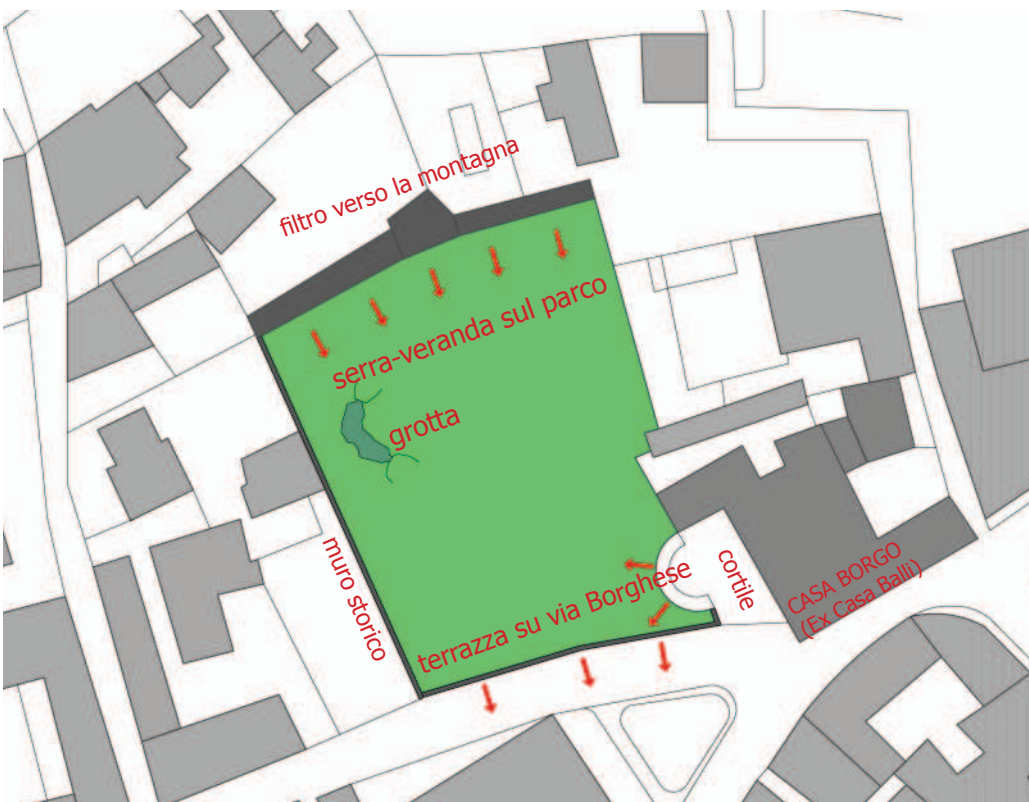 filtro verso la montagna
serra-veranda sul parco
grotta
muro storico
terrazza su via Borghese
cortile
CASA BORGO
(Ex Casa Balli)